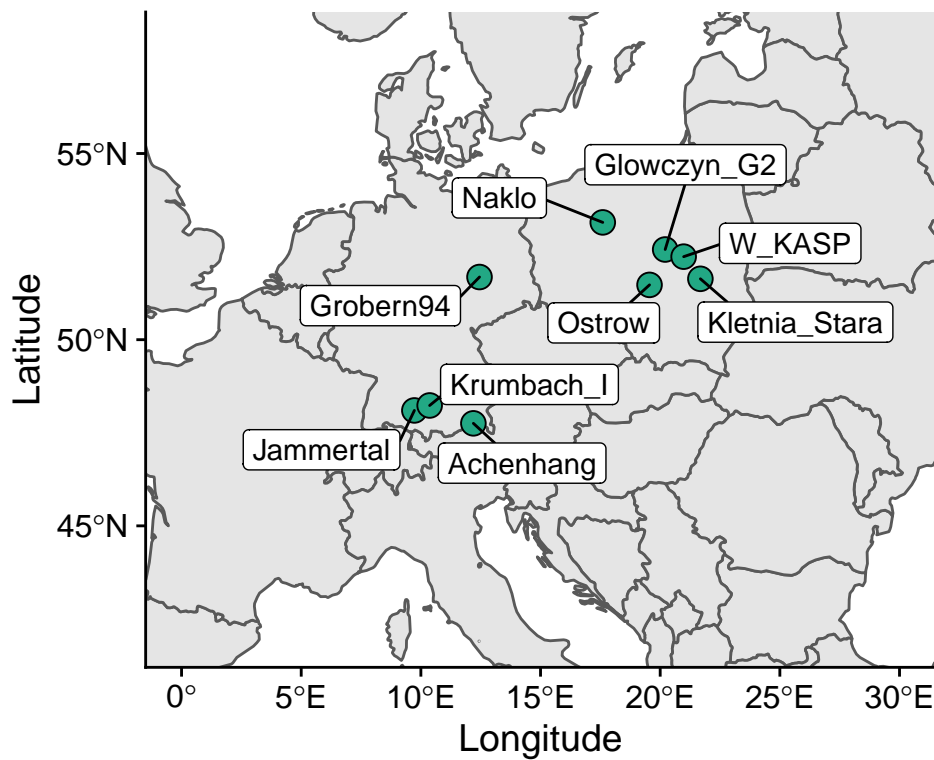 55°N
50°N
45°N
Latitude
Glowczyn_G2
Naklo
W_KASP
Grobern94
Ostrow
Kletnia_Stara
Krumbach_I
Jammertal
Achenhang
0°
5°E
10°E
15°E
20°E
25°E
30°E
Longitude